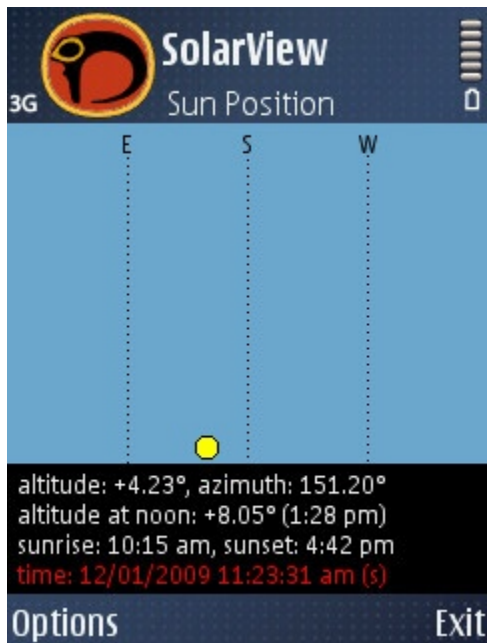 SolarView
3G Sun Position
E S W
altitude: +4.23°, azimuth: 151.20°
altitude at noon: +8.05° (1:28 pm)
sunrise: 10:15 am, sunset: 4:42 pm
time: 12/01/2009 11:23:31 am (s)
Options Exit